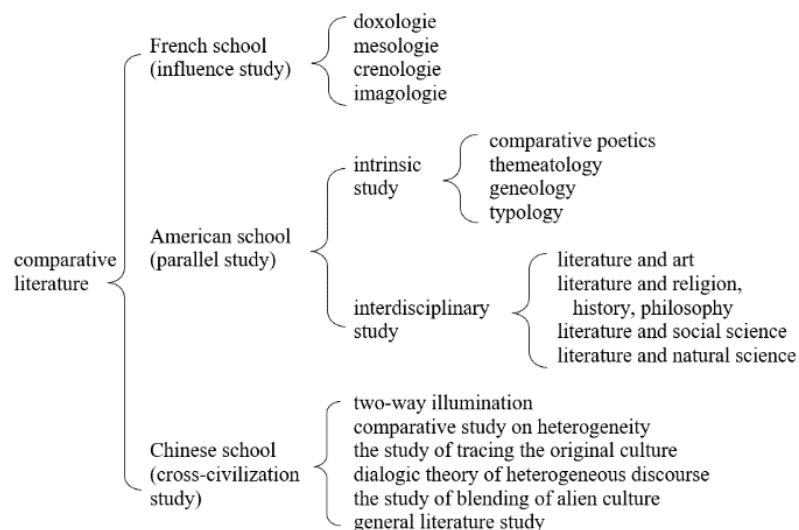 comparative
literature
French school
(influence study)
doxologie
mesologie
crenologie
imagologie
American school
(parallel study)
intrinsic
study
comparative poetics
themeatology
geneology
typology
interdisciplinary
study
literature and art
literature and religion,
history, philosophy
literature and social science
literature and natural science
Chinese school
(cross-civilization
study)
two-way illumination
comparative study on heterogeneity
the study of tracing the original culture
dialogic theory of heterogeneous discourse
the study of blending of alien culture
general literature study